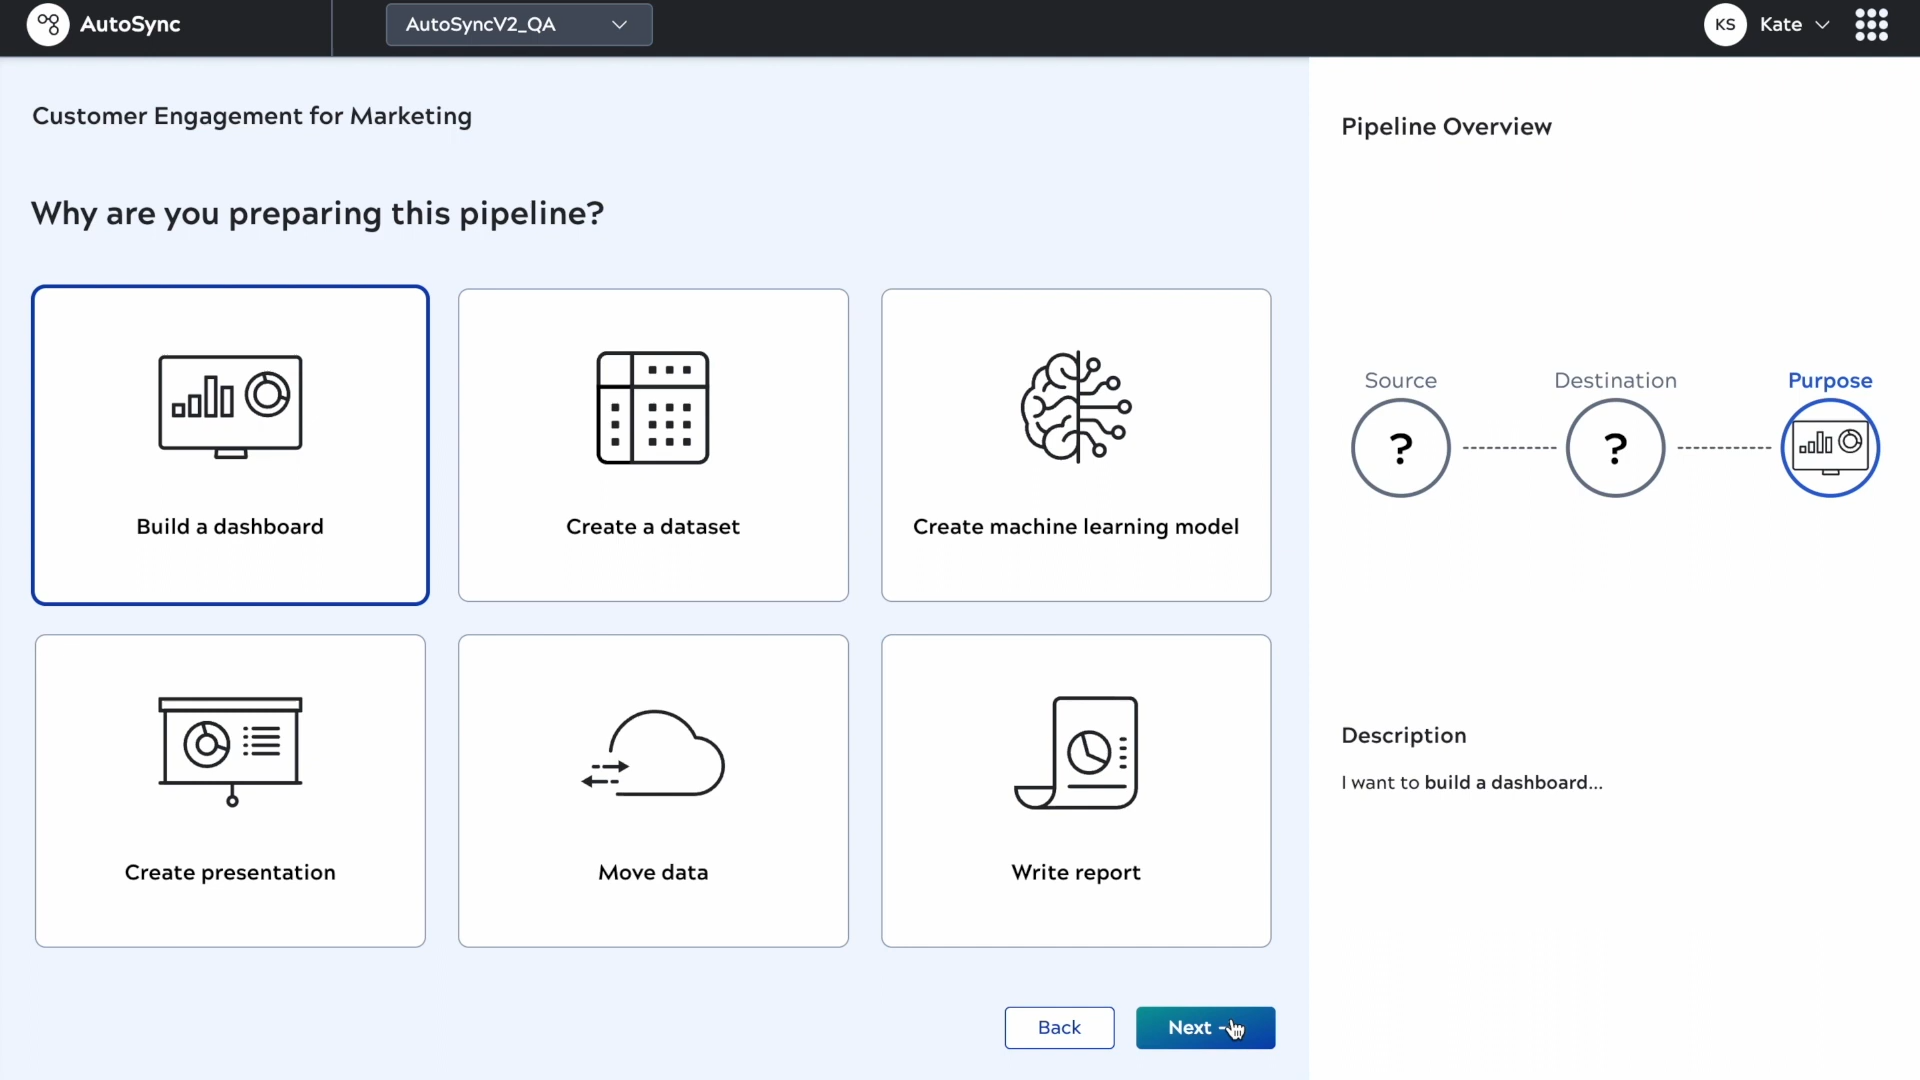 AutoSync
AutoSyncV2_QA
KS
Kate
Customer Engagement for Marketing
Pipeline Overview
Why are you preparing this pipeline?
Build a dashboard
Create a dataset
Create machine learning model
Source
Destination
Purpose
?
?
Create presentation
Move data
Write report
Description
I want to build a dashboard...
Back
Next